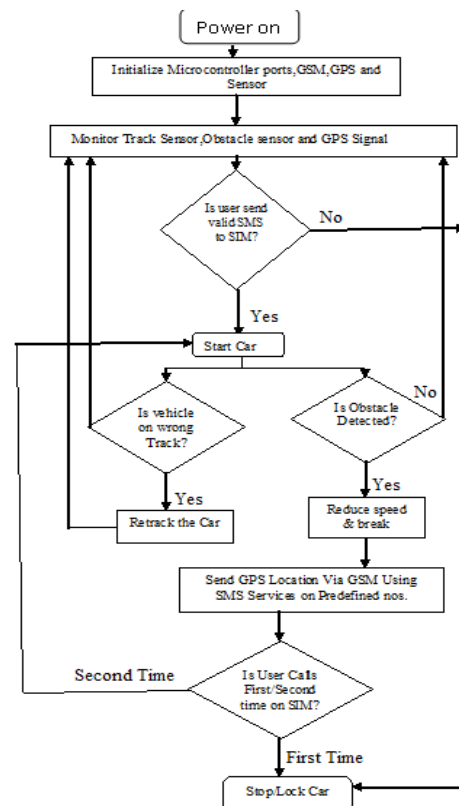 Power on
Initialize Microcontroller ports,GSM,GPS and
Sensor
Monitor Track Sensor,Obstacle sensor and GPS Signal
Is user send
valid SMS
to SIM?
No
Yes
Start Car
Is vehicle
on wrong
Track?
Is Obstacle
Detected?
No
Yes
Yes
Retrack the Car
Reduce speed
& break
Send GPS Location Via GSM Using
SMS Services on Predefined nos.
Second Time
Is User Calls
First/Second
time on SIM?
First Time
Stop/Lock Car